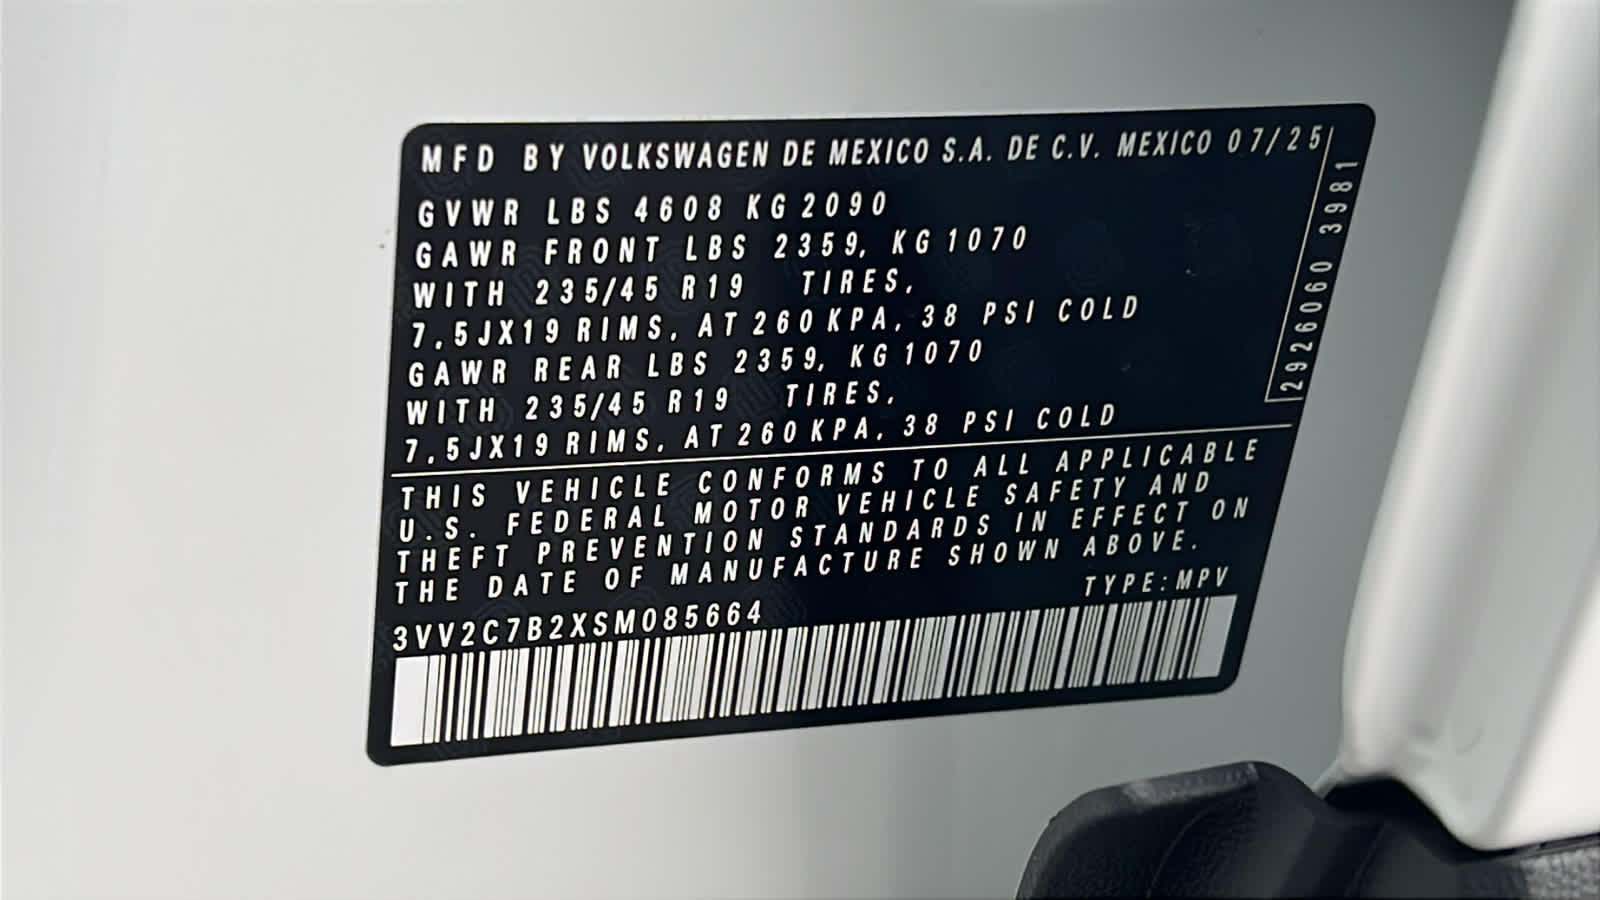 MFD BY VOLKSWAGEN DE MEXICO S.A. DE C.V. MEXICO 07/25
GVWR LBS 4608 KG 2090
GAWR FRONT LBS 2359, KG 1070
WITH 235/45 R19 TIRES,
7,5JX19 RIMS, AT 260 KPA, 38 PSI COLD
GAWR REAR LBS 2359, KG 1070
WITH 235/45 R19 TIRES,
7,5JX19 RIMS, AT 260 KPA, 38 PSI COLD
2926060 3981
THIS VEHICLE CONFORMS TO ALL APPLICABLE
U.S. FEDERAL MOTOR VEHICLE SAFETY AND
THEFT PREVENTION STANDARDS IN EFFECT ON
THE DATE OF MANUFACTURE SHOWN ABOVE.
TYPE:MPV
3VV2C7B2XSM085664